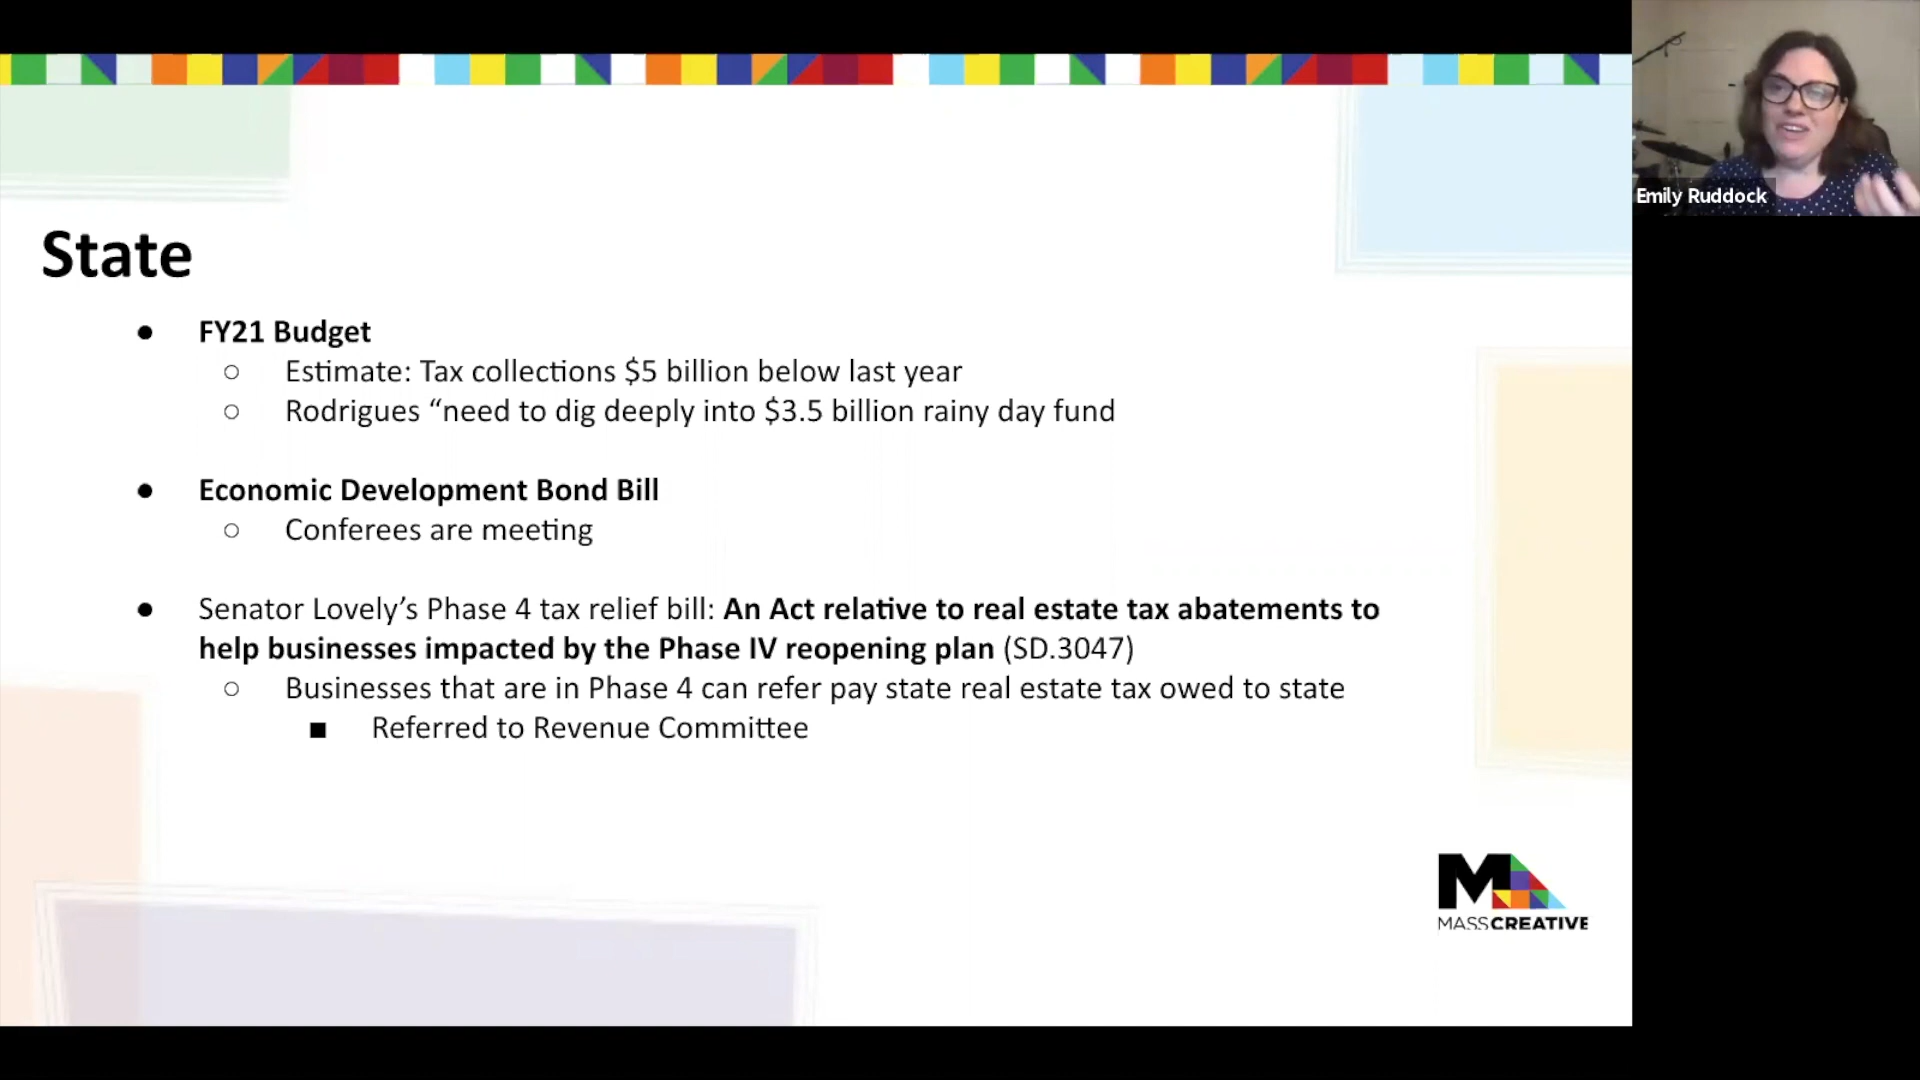 Emily Ruddock
State
● FY21 Budget
○ Estimate: Tax collections $5 billion below last year
○ Rodrigues “need to dig deeply into $3.5 billion rainy day fund
● Economic Development Bond Bill
○ Conferees are meeting
● Senator Lovely’s Phase 4 tax relief bill: An Act relative to real estate tax abatements to
help businesses impacted by the Phase IV reopening plan (SD.3047)
○ Businesses that are in Phase 4 can refer pay state real estate tax owed to state
■ Referred to Revenue Committee
M
MASSCREATIVE